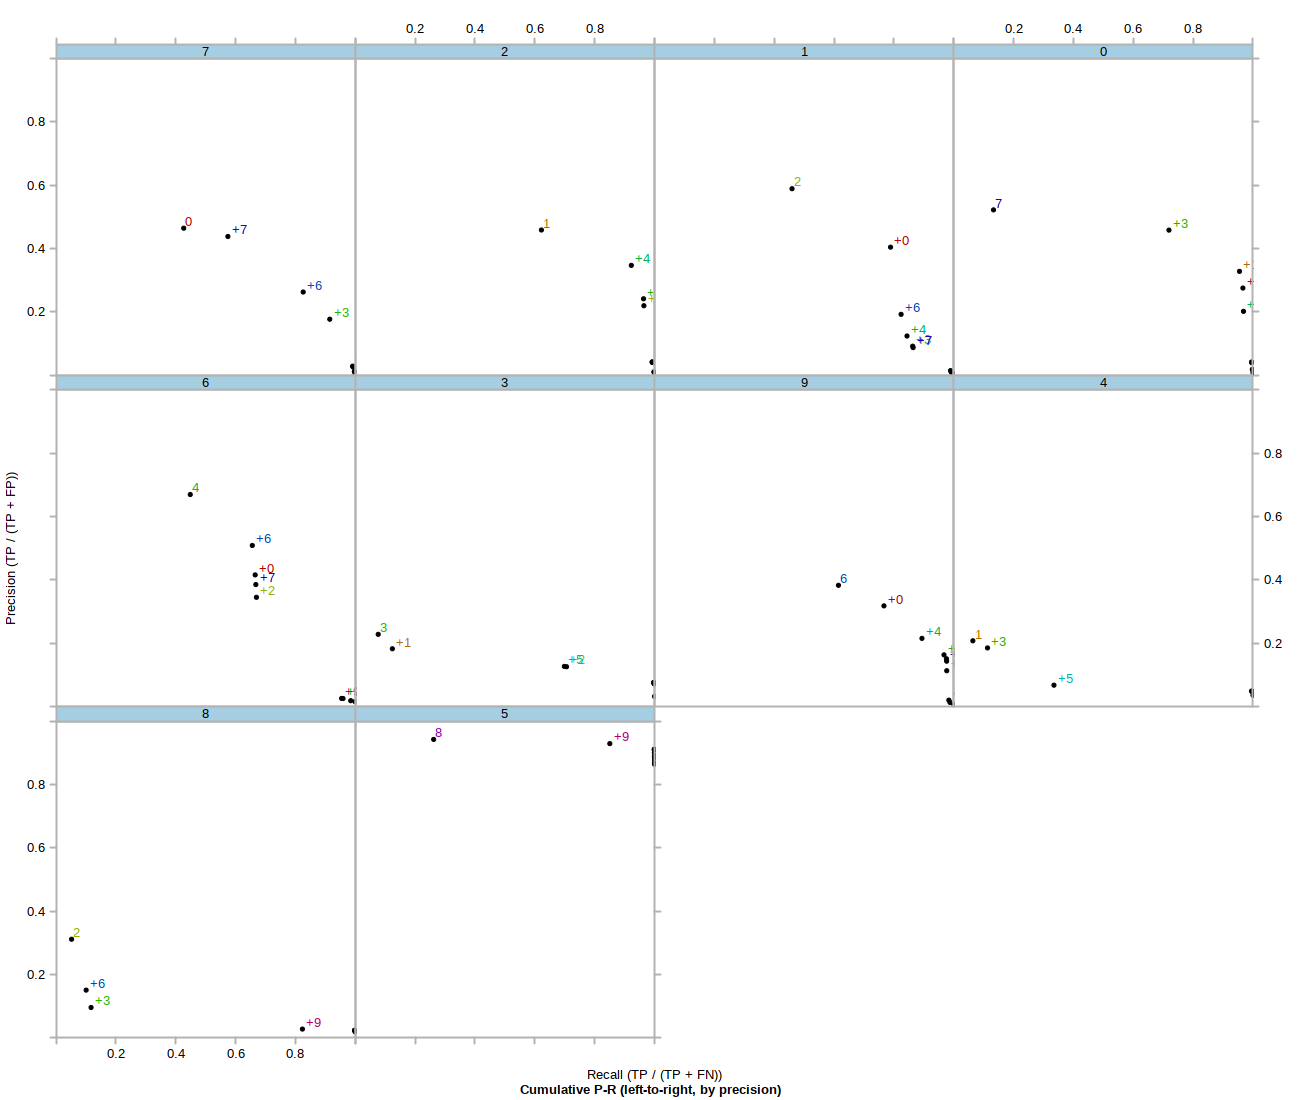 0.2 0.4 0.6 0.8 0.2 0.4 0.6 0.8
7 2 1 0
0.8
0.6
0.4
0.2
0 +7 +6 +3
1 +4
2 +0 +6 +4 +7
7 +3
6 3 9 4
4 +6 +0 +7 +2
3 +1
6 +0 +4
1 +3 +5
0.8
0.6
0.4
0.2
8 5
0.8
0.6
0.4
0.2
2 +6 +3 +9
8 +9
0.2 0.4 0.6 0.8
Precision (TP / (TP + FP))
Recall (TP / (TP + FN))
Cumulative P-R (left-to-right, by precision)